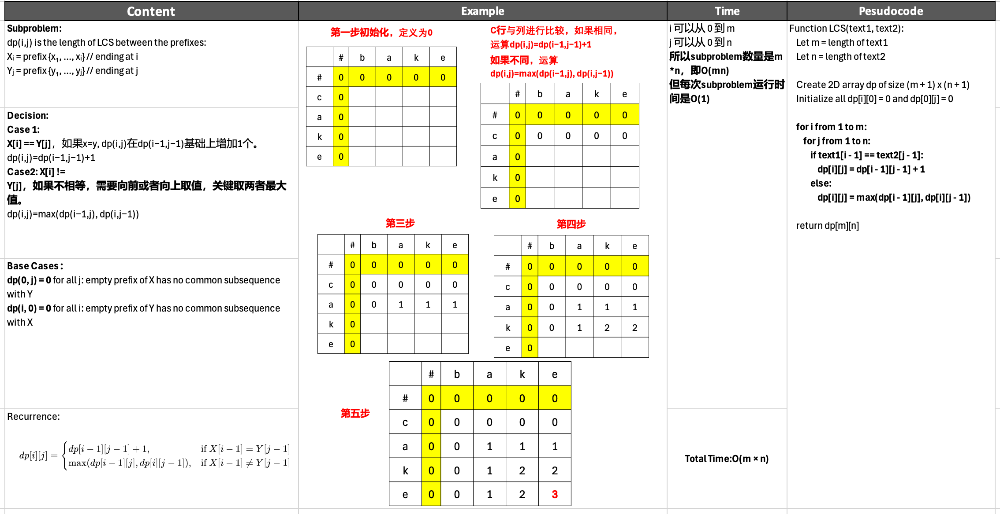 Content
Example
Time
Pesudocode
Subproblem:
dp(i,j) is the length of LCS between the prefixes:
Xᵢ = prefix {x₁, …, xᵢ} // ending at i
Yⱼ = prefix {y₁, …, yⱼ} // ending at j
Decision:
Case 1:
X[i] == Y[j]，如果x=y, dp(i,j)在dp(i−1,j−1)基础上增加1个。
dp(i,j)=dp(i−1,j−1)+1
Case2: X[i] !=
Y[j]，如果不相等，需要向前或者向上取值，关键取两者最大
值。
dp(i,j)=max(dp(i−1,j), dp(i,j−1))
Base Cases：
dp(0, j) = 0 for all j: empty prefix of X has no common subsequence
with Y
dp(i, 0) = 0 for all i: empty prefix of Y has no common subsequence
with X
Recurrence:
dp[i][j] = { dp[i − 1][j − 1] + 1, if X[i − 1] = Y[j − 1]
max(dp[i − 1][j], dp[i][j − 1]), if X[i − 1] ≠ Y[j − 1]
第一步初始化，定义为0
# b a k e
# 0 0 0 0 0
c 0
a 0
k 0
e 0
C行与列进行比较，如果相同，
运算dp(i,j)=dp(i−1,j−1)+1
如果不同，运算
dp(i,j)=max(dp(i−1,j), dp(i,j−1))
# b a k e
# 0 0 0 0 0
c 0 0 0 0 0
a 0
k 0
e 0
第三步
# b a k e
# 0 0 0 0 0
c 0 0 0 0 0
a 0 0 1 1 1
k 0
e 0
第四步
# b a k e
# 0 0 0 0 0
c 0 0 0 0 0
a 0 0 1 1 1
k 0 0 1 2 2
e 0
第五步
# b a k e
# 0 0 0 0 0
c 0 0 0 0 0
a 0 0 1 1 1
k 0 0 1 2 2
e 0 0 1 2 3
i 可以从 0 到 m
j 可以从 0 到 n
所以subproblem数量是m
*n，即O(mn)
但每次subproblem运行时
间是O(1)
Total Time:O(m × n)
Function LCS(text1, text2):
Let m = length of text1
Let n = length of text2
Create 2D array dp of size (m + 1) x (n + 1)
Initialize all dp[i][0] = 0 and dp[0][j] = 0
for i from 1 to m:
for j from 1 to n:
if text1[i - 1] == text2[j - 1]:
dp[i][j] = dp[i - 1][j - 1] + 1
else:
dp[i][j] = max(dp[i - 1][j], dp[i][j - 1])
return dp[m][n]